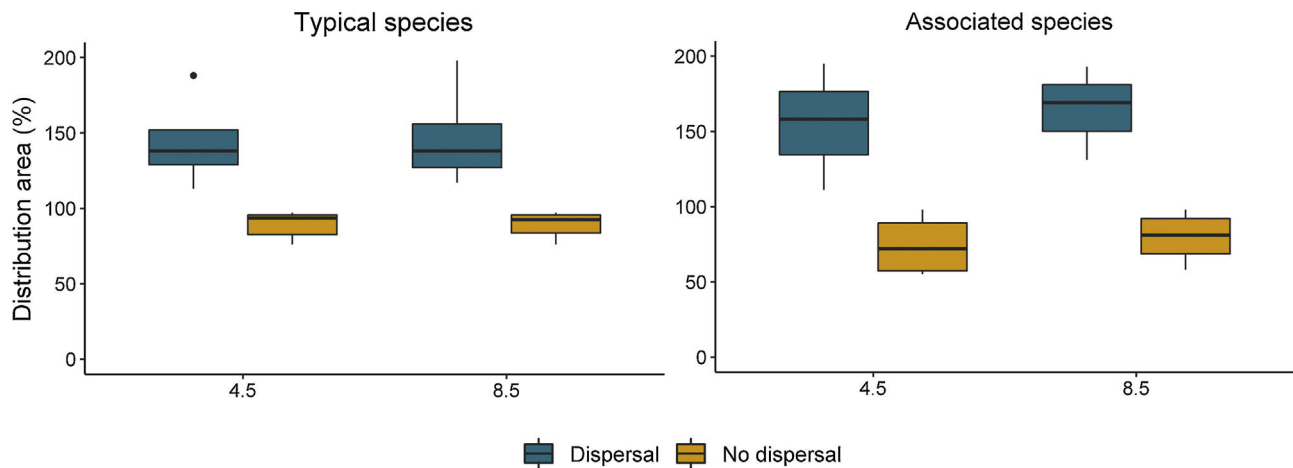 Typical species
Associated species
Distribution area (%)
200
150
100
50
0
4.5
8.5
200
150
100
50
0
4.5
8.5
Dispersal
No dispersal